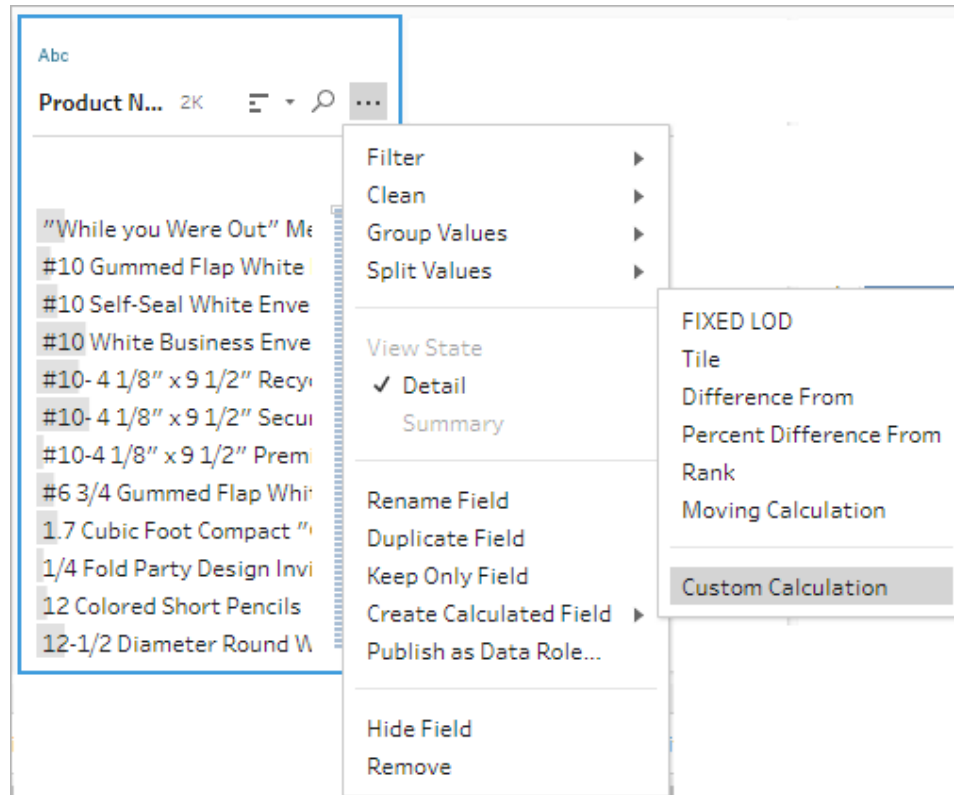 Abc
Product N... 2K ...
"While you Were Out" Me
#10 Gummed Flap White
#10 Self-Seal White Enve
#10 White Business Enve
#10- 4 1/8" x 9 1/2" Recy
#10- 4 1/8" x 9 1/2" Secur
#10-4 1/8" x 9 1/2" Premi
#6 3/4 Gummed Flap Whit
1.7 Cubic Foot Compact "
1/4 Fold Party Design Invi
12 Colored Short Pencils
12-1/2 Diameter Round W
Filter
Clean
Group Values
Split Values
View State
✓ Detail
Summary
Rename Field
Duplicate Field
Keep Only Field
Create Calculated Field
Publish as Data Role...
Hide Field
Remove
FIXED LOD
Tile
Difference From
Percent Difference From
Rank
Moving Calculation
Custom Calculation